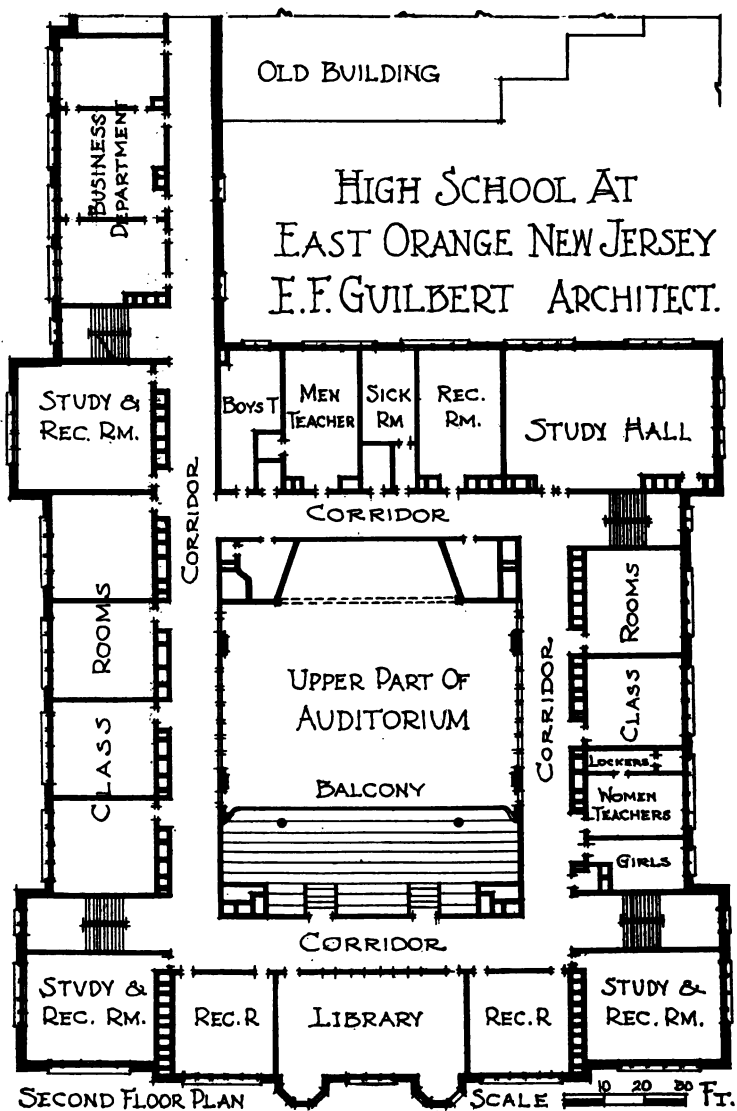 OLD BUILDING
BUSINESS
DEPARTMENT
HIGH SCHOOL AT
EAST ORANGE NEW JERSEY
E.F. GUILBERT ARCHITECT.
STUDY &
REC. RM.
BOYS T
MEN
TEACHER
SICK
RM
REC.
RM.
STUDY HALL
CORRIDOR
CORRIDOR
CLASS ROOMS
CLASS ROOMS
CORRIDOR
UPPER PART OF
AUDITORIUM
BALCONY
LOCKERS
WOMEN
TEACHERS
GIRLS
CORRIDOR
STVDY &
REC. RM.
REC. R
LIBRARY
REC. R
STUDY &
REC. RM.
SECOND FLOOR PLAN
SCALE 10 20 30 FT.